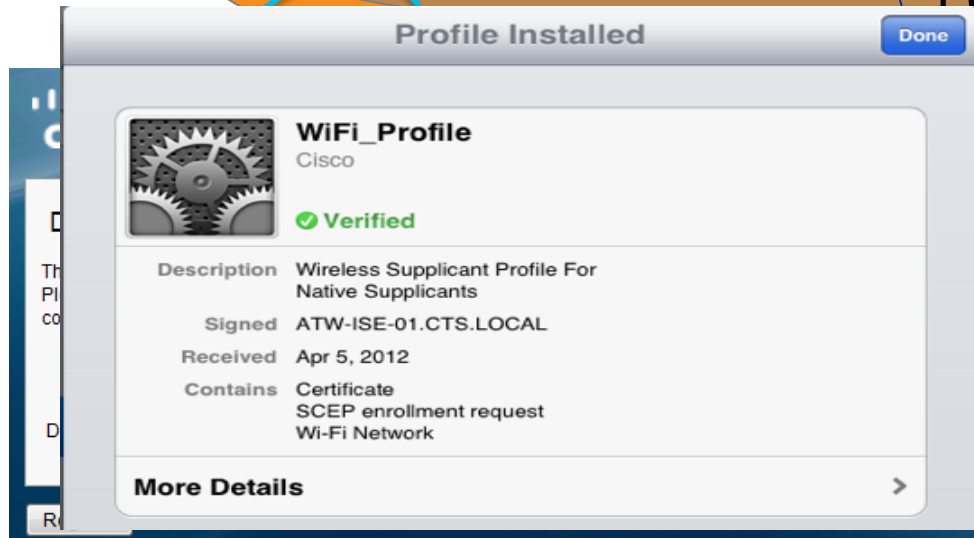 Profile Installed
Done
WiFi_Profile
Cisco
Verified
Description Wireless Supplicant Profile For
Native Supplicants
Signed ATW-ISE-01.CTS.LOCAL
Received Apr 5, 2012
Contains Certificate
SCEP enrollment request
Wi-Fi Network
More Details